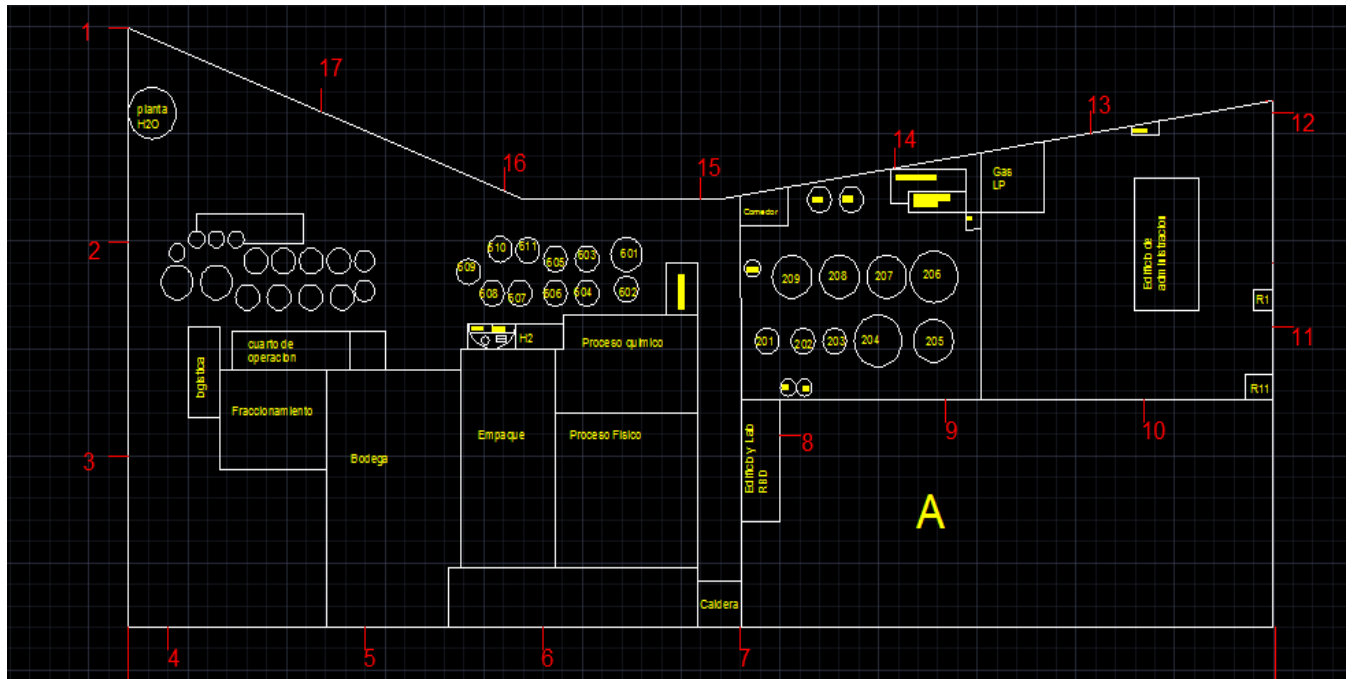 1
17
13
12
planta
H2O
14
16
15
Gas
LP
Comedor
2
610
611
605
603
601
609
608
607
606
604
602
209
208
207
206
Edificio de
administracion
R1
11
201
202
203
204
205
H2
Proceso quimico
cuarto de
operacion
logistica
R11
Fraccionamiento
Empaque
Proceso Fisico
8
9
10
3
Bodega
Edificio y Lab
RBD
A
Caldera
4
5
6
7